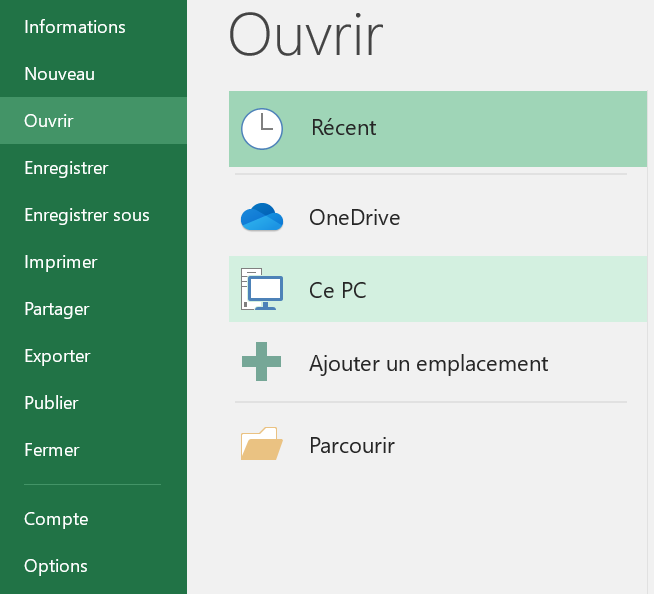 Informations
Nouveau
Ouvrir
Enregistrer
Enregistrer sous
Imprimer
Partager
Exporter
Publier
Fermer
Compte
Options
Ouvrir
Récent
OneDrive
Ce PC
Ajouter un emplacement
Parcourir